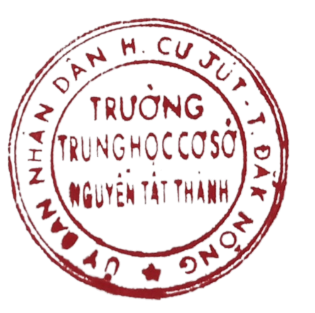 ỦY BAN NHÂN DÂN H. CƯ JÚT - T. ĐẮK NÔNG
TRƯỜNG
TRUNG HỌC CƠ SỞ
NGUYỄN TẤT THÀNH